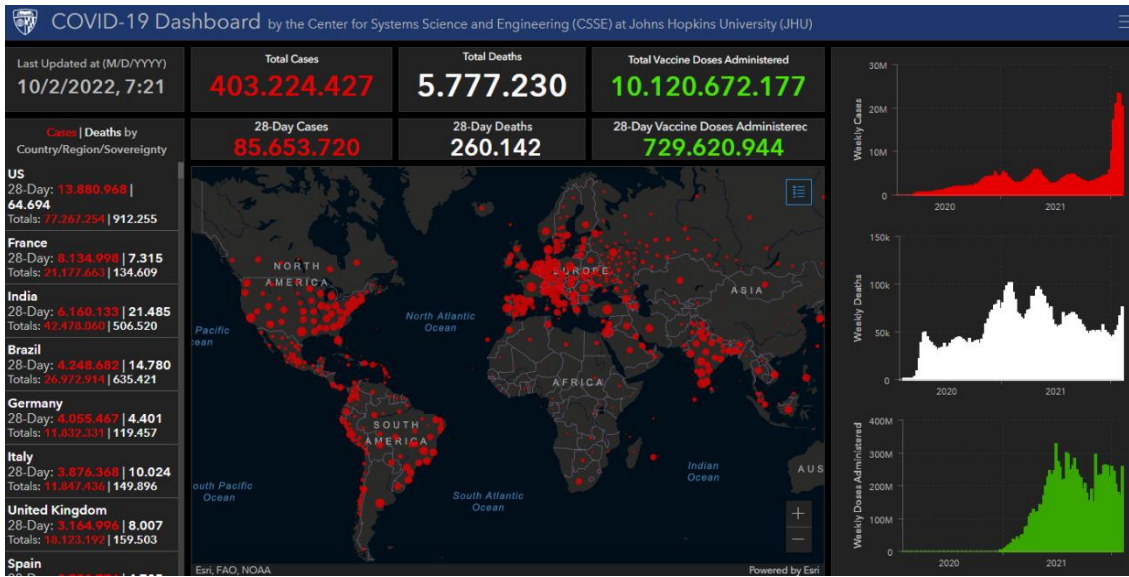 COVID-19 Dashboard by the Center for Systems Science and Engineering (CSSE) at Johns Hopkins University (JHU)
Last Updated at (M/D/YYYY)
10/2/2022, 7:21
Cases | Deaths by
Country/Region/Sovereignty
US
28-Day: 13.880.968 |
64.694
Totals: 77.267.254 | 912.255
France
28-Day: 8.134.998 | 7.315
Totals: 21.177.663 | 134.609
India
28-Day: 6.160.133 | 21.485
Totals: 42.478.060 | 506.520
Brazil
28-Day: 4.248.682 | 14.780
Totals: 26.972.914 | 635.421
Germany
28-Day: 4.055.467 | 4.401
Totals: 11.832.331 | 119.457
Italy
28-Day: 3.876.368 | 10.024
Totals: 11.847.436 | 149.896
United Kingdom
28-Day: 3.164.996 | 8.007
Totals: 18.123.192 | 159.503
Spain
Total Cases
403.224.427
Total Deaths
5.777.230
Total Vaccine Doses Administered
10.120.672.177
28-Day Cases
85.653.720
28-Day Deaths
260.142
28-Day Vaccine Doses Administerec
729.620.944
NORTH
AMERICA
EUROPE
ASIA
Pacific
ean
North Atlantic
Ocean
AFRICA
SOUTH
AMERICA
outh Pacific
Ocean
South Atlantic
Ocean
Indian
Ocean
AUS
+
−
Esri, FAO, NOAA
Powered by Esri
Weekly Cases
30M
20M
10M
0
2020
2021
Weekly Deaths
150k
100k
50k
0
2020
2021
Weekly Doses Administered
400M
300M
200M
100M
0
2020
2021